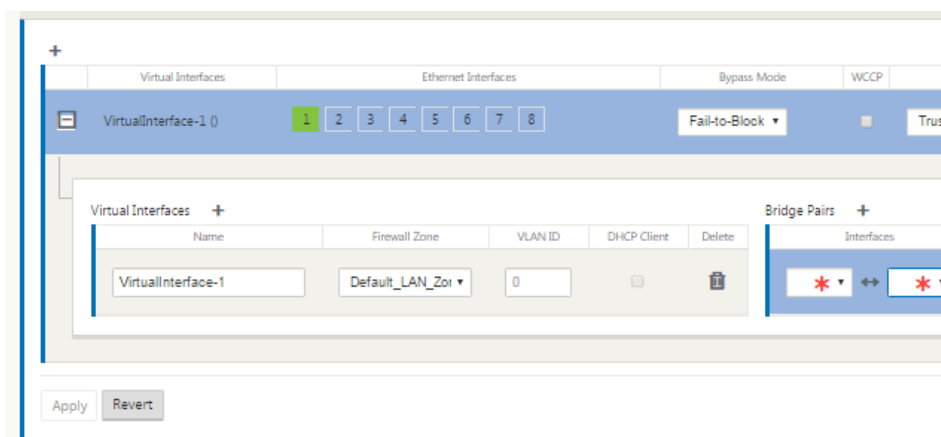 +
Virtual Interfaces Ethernet Interfaces Bypass Mode WCCP
VirtualInterface-1 () 1 2 3 4 5 6 7 8 Fail-to-Block Trus
Virtual Interfaces + Bridge Pairs +
Name Firewall Zone VLAN ID DHCP Client Delete Interfaces
VirtualInterface-1 Default_LAN_Zor 0 * *
Apply Revert